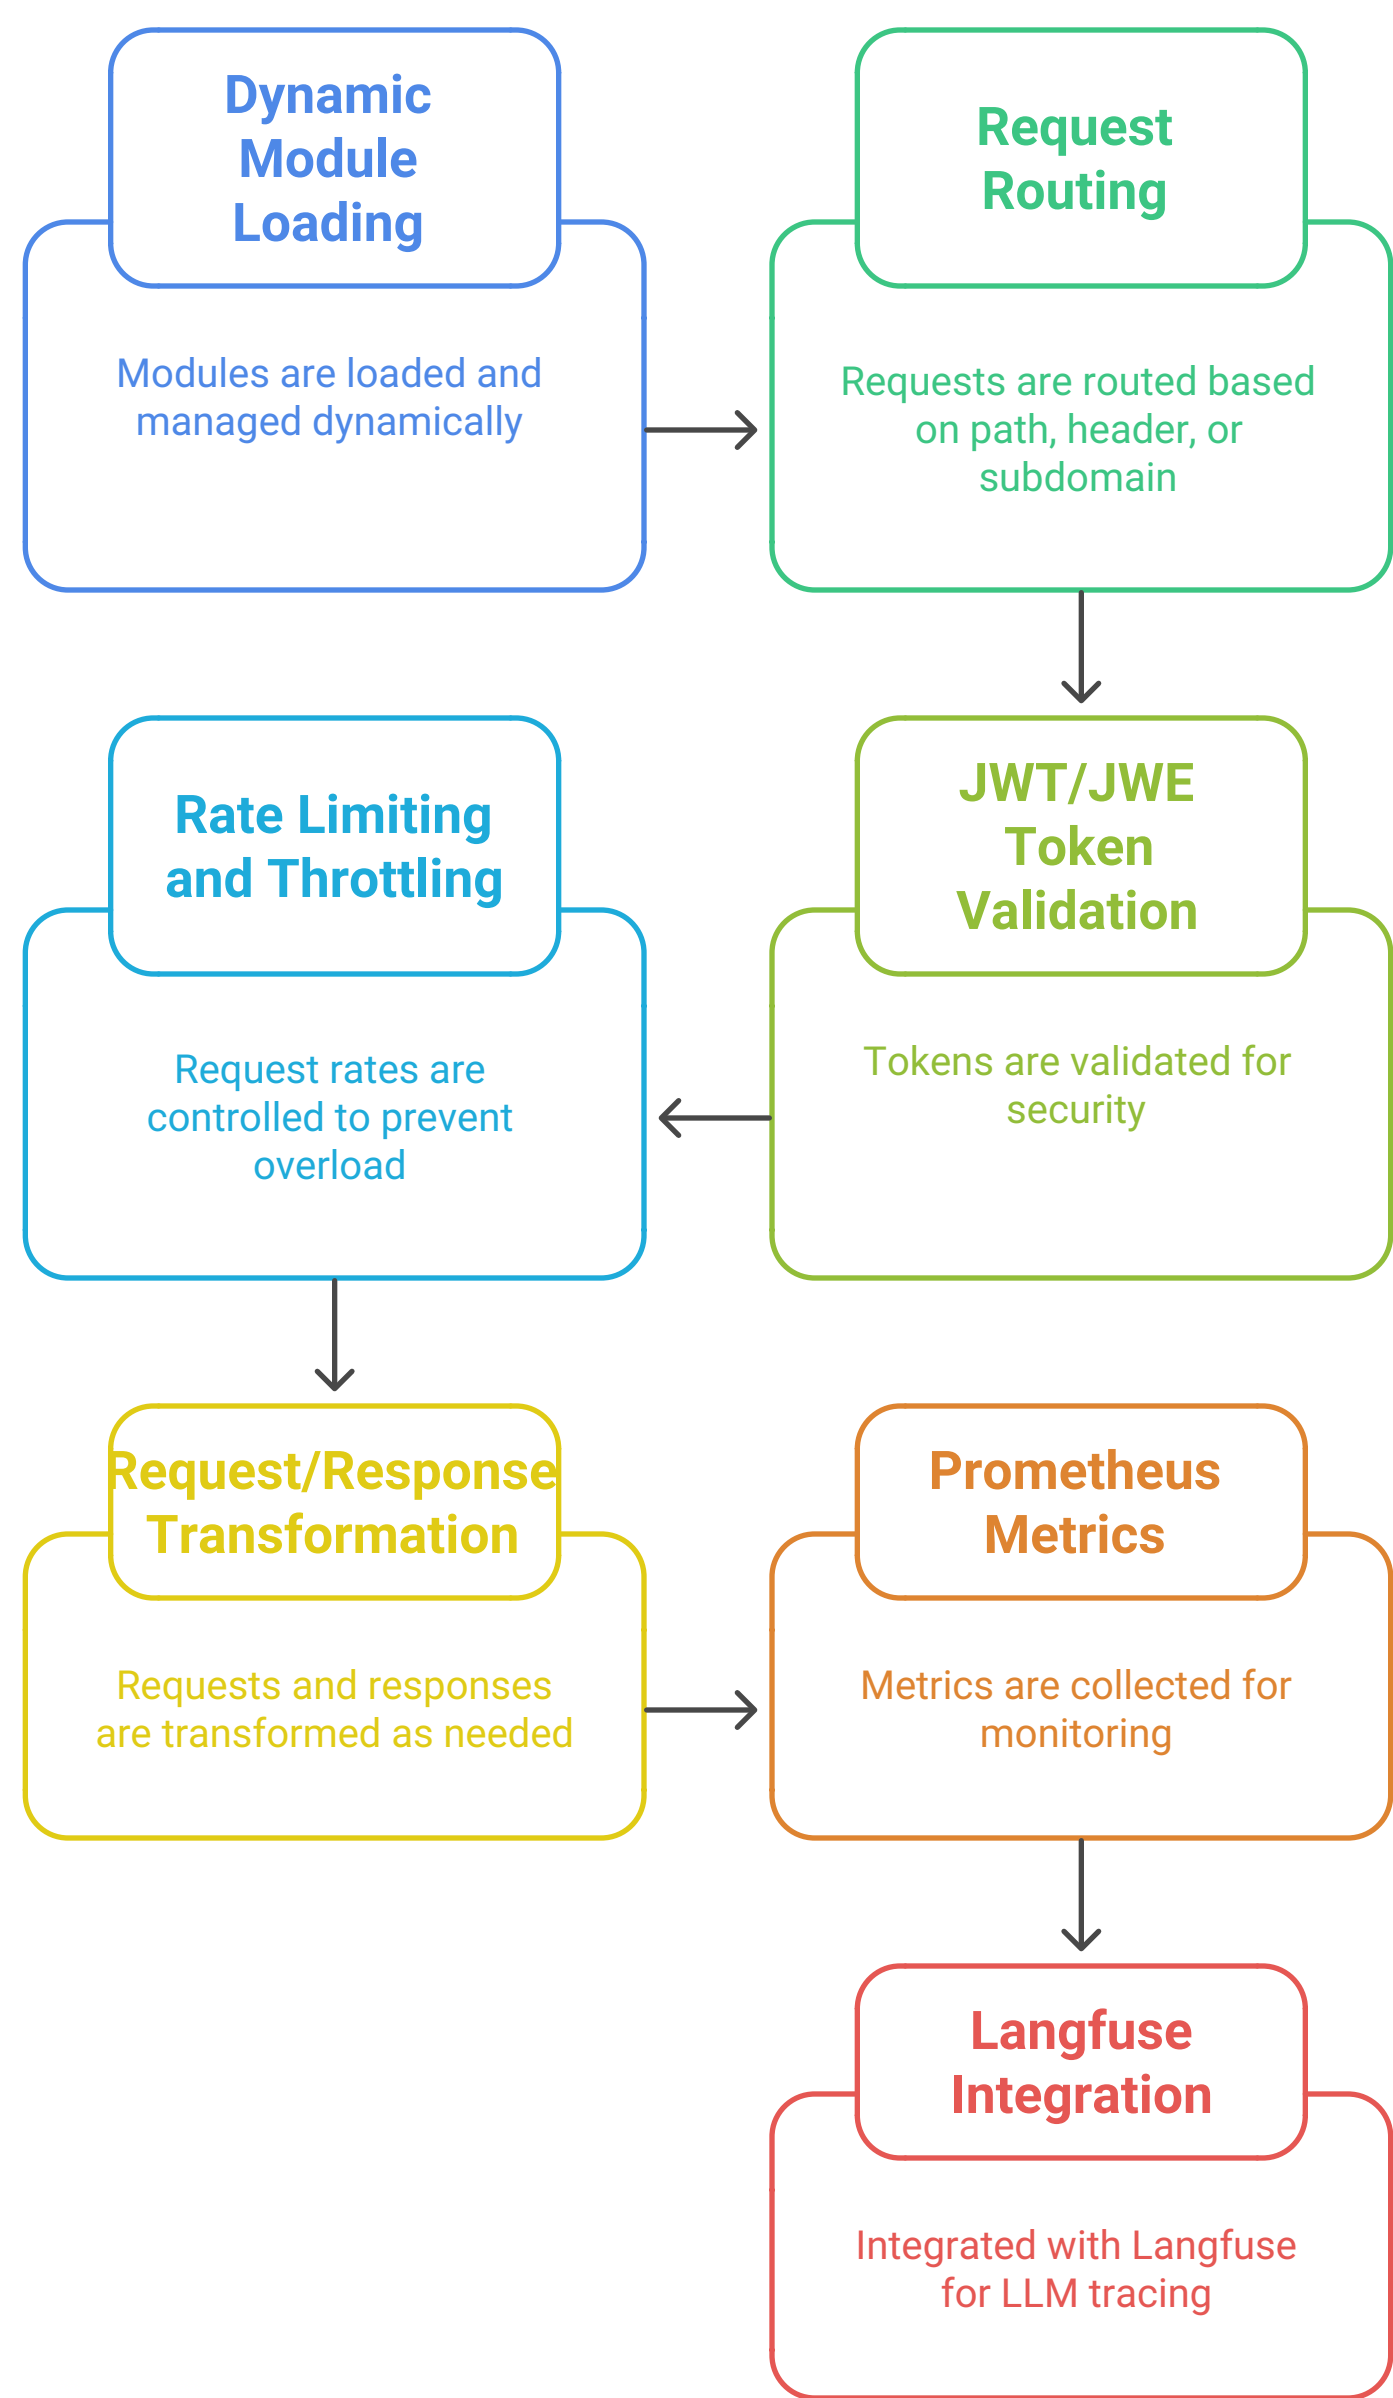 Dynamic
Module
Loading
Modules are loaded and
managed dynamically
Request
Routing
Requests are routed based
on path, header, or
subdomain
JWT/JWE
Token
Validation
Tokens are validated for
security
Rate Limiting
and Throttling
Request rates are
controlled to prevent
overload
Request/Response
Transformation
Requests and responses
are transformed as needed
Prometheus
Metrics
Metrics are collected for
monitoring
Langfuse
Integration
Integrated with Langfuse
for LLM tracing